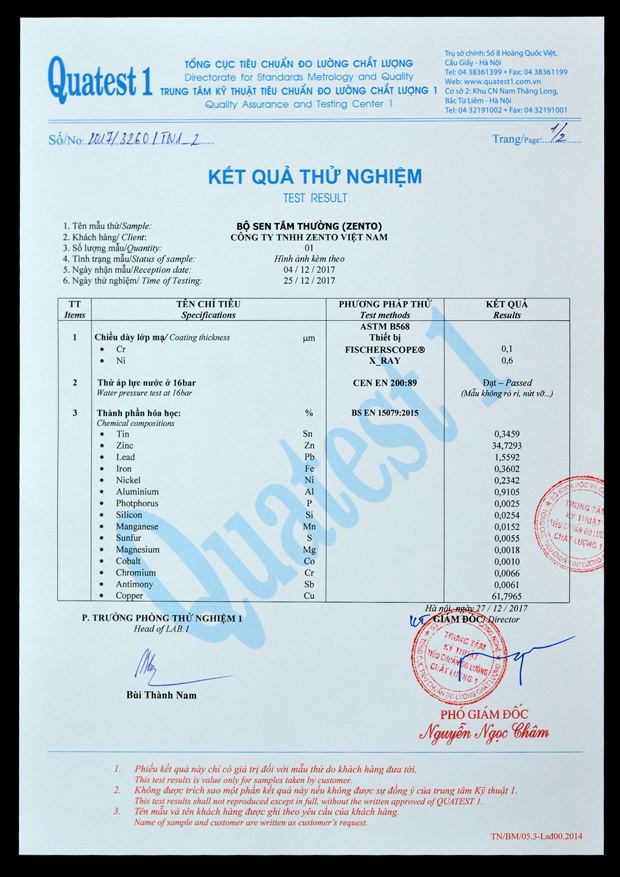 Quatest 1
TỔNG CỤC TIÊU CHUẨN ĐO LƯỜNG CHẤT LƯỢNG
Directorate for Standards Metrology and Quality
TRUNG TÂM KỸ THUẬT TIÊU CHUẨN ĐO LƯỜNG CHẤT LƯỢNG 1
Quality Assurance and Testing Center 1
Trụ sở chính: Số 8 Hoàng Quốc Việt,
Cầu Giấy - Hà Nội
Tel: 04 38361399 • Fax: 04 38361199
Web: www.quatest1.com.vn
Cơ sở 2: Khu CN Nam Thăng Long,
Bắc Từ Liêm - Hà Nội
Tel: 04 32191002 • Fax: 04 32191001
Số/No: 2017/3260/TN1_2
Trang/Page: 1/2
KẾT QUẢ THỬ NGHIỆM
TEST RESULT
1. Tên mẫu thử/Sample: BỘ SEN TẮM THƯỜNG (ZENTO)
2. Khách hàng/ Client: CÔNG TY TNHH ZENTO VIỆT NAM
3. Số lượng mẫu/Quantity: 01
4. Tình trạng mẫu/Status of sample: Hình ảnh kèm theo
5. Ngày nhận mẫu/Reception date: 04 / 12 / 2017
6. Ngày thử nghiệm/ Time of Testing: 25 / 12 / 2017
TT TÊN CHỈ TIÊU PHƯƠNG PHÁP THỬ KẾT QUẢ
Items Specifications Test methods Results
ASTM B568
1 Chiều dày lớp mạ/ Coating thickness µm Thiết bị
• Cr FISCHERSCOPE® 0,1
• Ni X_RAY 0,6
2 Thử áp lực nước ở 16bar CEN EN 200:89 Đạt – Passed
Water pressure test at 16bar (Mẫu không rò rỉ, nứt vỡ...)
3 Thành phần hóa học: % BS EN 15079:2015
Chemical compositions
• Tin Sn 0,3459
• Zinc Zn 34,7293
• Lead Pb 1,5592
• Iron Fe 0,3602
• Nickel Ni 0,2342
• Aluminium Al 0,9105
• Photphorus P 0,0025
• Silicon Si 0,0254
• Manganese Mn 0,0152
• Sunfur S 0,0055
• Magnesium Mg 0,0018
• Cobalt Co 0,0010
• Chromium Cr 0,0066
• Antimony Sb 0,0061
• Copper Cu 61,7965
Quatest 1
TRUNG TÂM
KỸ THUẬT
TIÊU CHUẨN ĐO LƯỜNG
CHẤT LƯỢNG 1
Hà nội, ngày 27 / 12 / 2017
P. TRƯỞNG PHÒNG THỬ NGHIỆM 1
Head of LAB.1
KT GIÁM ĐỐC/ Director
TRUNG TÂM
KỸ THUẬT
TIÊU CHUẨN ĐO LƯỜNG
CHẤT LƯỢNG 1
Bùi Thành Nam
PHÓ GIÁM ĐỐC
Nguyễn Ngọc Châm
1. Phiếu kết quả này chỉ có giá trị đối với mẫu thử do khách hàng đưa tới.
This test results is value only for samples taken by customer.
2. Không được trích sao một phần kết quả này nếu không được sự đồng ý của trung tâm Kỹ thuật 1.
This test results shall not reproduced except in full, without the written approved of QUATEST 1.
3. Tên mẫu và tên khách hàng được ghi theo yêu cầu của khách hàng.
Name of sample and customer are written as customer's request.
TN/BM/05.3-Lsđ00.2014